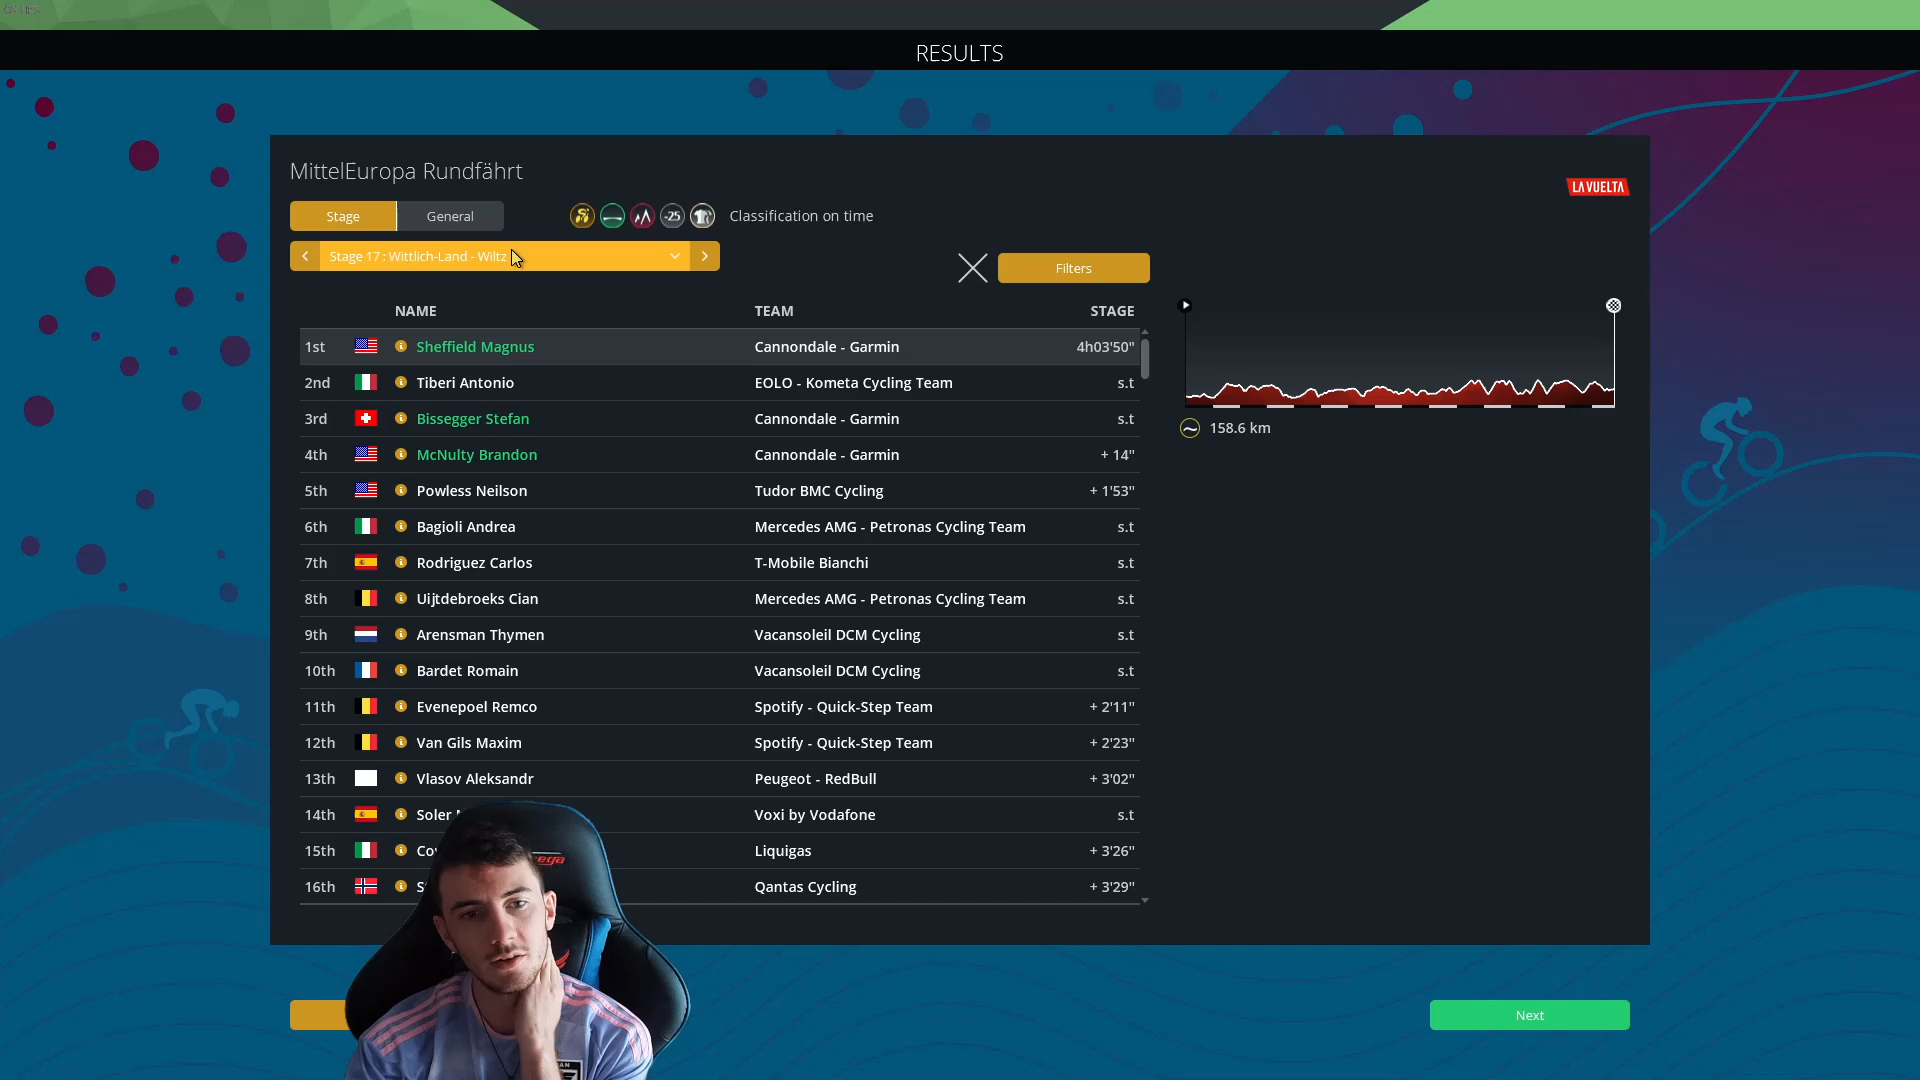 RESULTS
MittelEuropa Rundfährt
LA VUELTA
Stage
General
-25
Classification on time
Stage 17 : Wittlich-Land - Wiltz
Filters
NAME TEAM STAGE
1st Sheffield Magnus Cannondale - Garmin 4h03'50"
2nd Tiberi Antonio EOLO - Kometa Cycling Team s.t
3rd Bissegger Stefan Cannondale - Garmin s.t
4th McNulty Brandon Cannondale - Garmin + 14"
5th Powless Neilson Tudor BMC Cycling + 1'53"
6th Bagioli Andrea Mercedes AMG - Petronas Cycling Team s.t
7th Rodriguez Carlos T-Mobile Bianchi s.t
8th Uijtdebroeks Cian Mercedes AMG - Petronas Cycling Team s.t
9th Arensman Thymen Vacansoleil DCM Cycling s.t
10th Bardet Romain Vacansoleil DCM Cycling s.t
11th Evenepoel Remco Spotify - Quick-Step Team + 2'11"
12th Van Gils Maxim Spotify - Quick-Step Team + 2'23"
13th Vlasov Aleksandr Peugeot - RedBull + 3'02"
14th Soler Voxi by Vodafone s.t
15th Liquigas + 3'26"
16th Qantas Cycling + 3'29"
158.6 km
Next